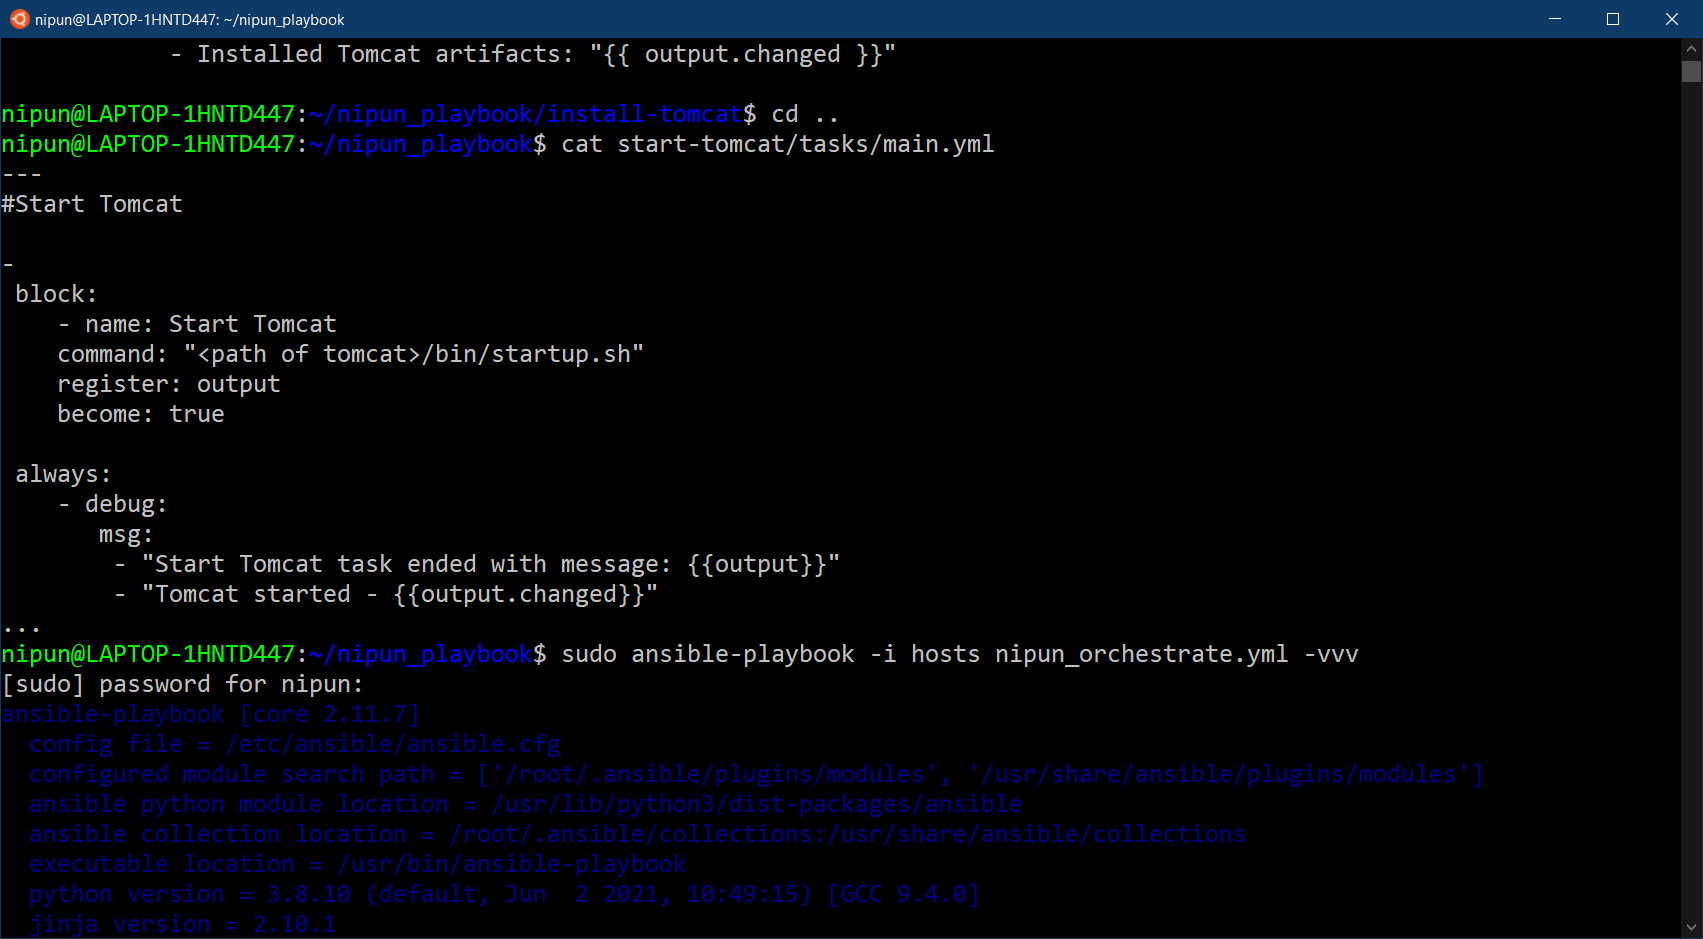 nipun@LAPTOP-1HNTD447: ~/nipun_playbook
- Installed Tomcat artifacts: "{{ output.changed }}"
nipun@LAPTOP-1HNTD447:~/nipun_playbook/install-tomcat$ cd ..
nipun@LAPTOP-1HNTD447:~/nipun_playbook$ cat start-tomcat/tasks/main.yml
---
#Start Tomcat
-
 block:
    - name: Start Tomcat
    command: "<path of tomcat>/bin/startup.sh"
    register: output
    become: true
 always:
    - debug:
       msg:
        - "Start Tomcat task ended with message: {{output}}"
        - "Tomcat started - {{output.changed}}"
...
nipun@LAPTOP-1HNTD447:~/nipun_playbook$ sudo ansible-playbook -i hosts nipun_orchestrate.yml -vvv
[sudo] password for nipun:
ansible-playbook [core 2.11.7]
  config file = /etc/ansible/ansible.cfg
  configured module search path = ['/root/.ansible/plugins/modules', '/usr/share/ansible/plugins/modules']
  ansible python module location = /usr/lib/python3/dist-packages/ansible
  ansible collection location = /root/.ansible/collections:/usr/share/ansible/collections
  executable location = /usr/bin/ansible-playbook
  python version = 3.8.10 (default, Jun  2 2021, 10:49:15) [GCC 9.4.0]
  jinja version = 2.10.1